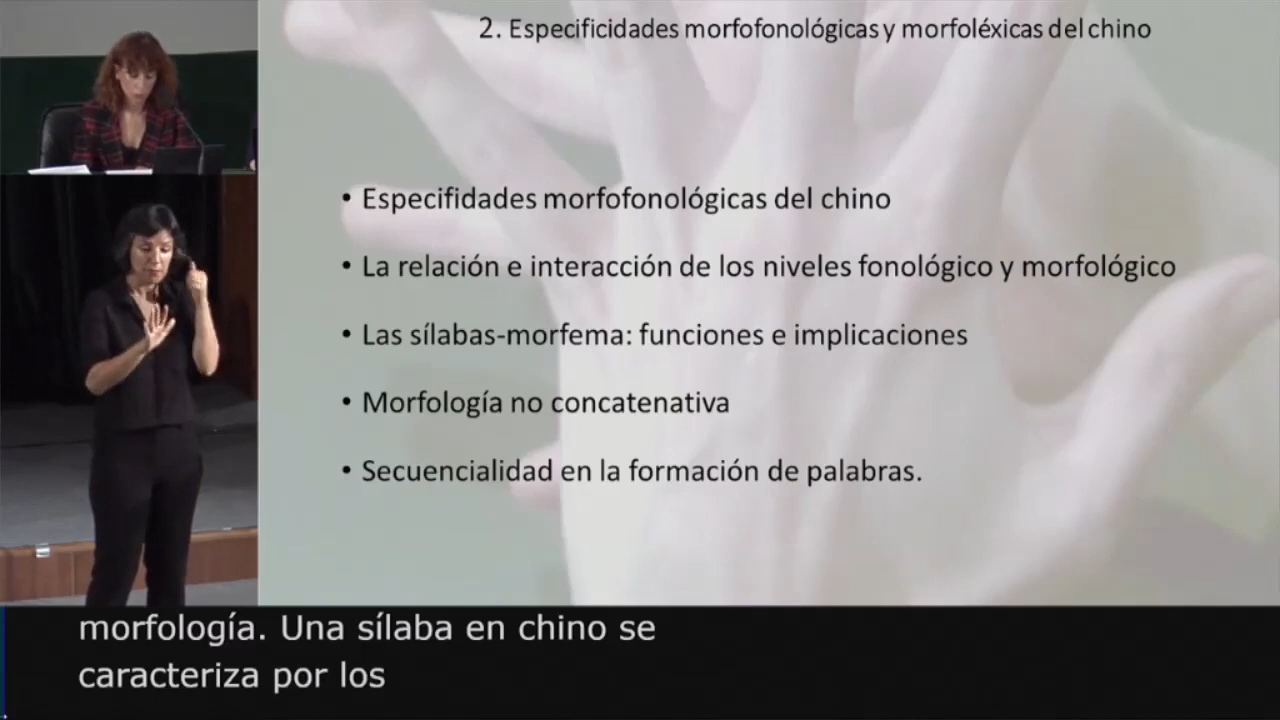 2. Especificidades morfofonológicas y morfoléxicas del chino
• Especifidades morfofonológicas del chino
• La relación e interacción de los niveles fonológico y morfológico
• Las sílabas-morfema: funciones e implicaciones
• Morfología no concatenativa
• Secuencialidad en la formación de palabras.
morfología. Una sílaba en chino se
caracteriza por los